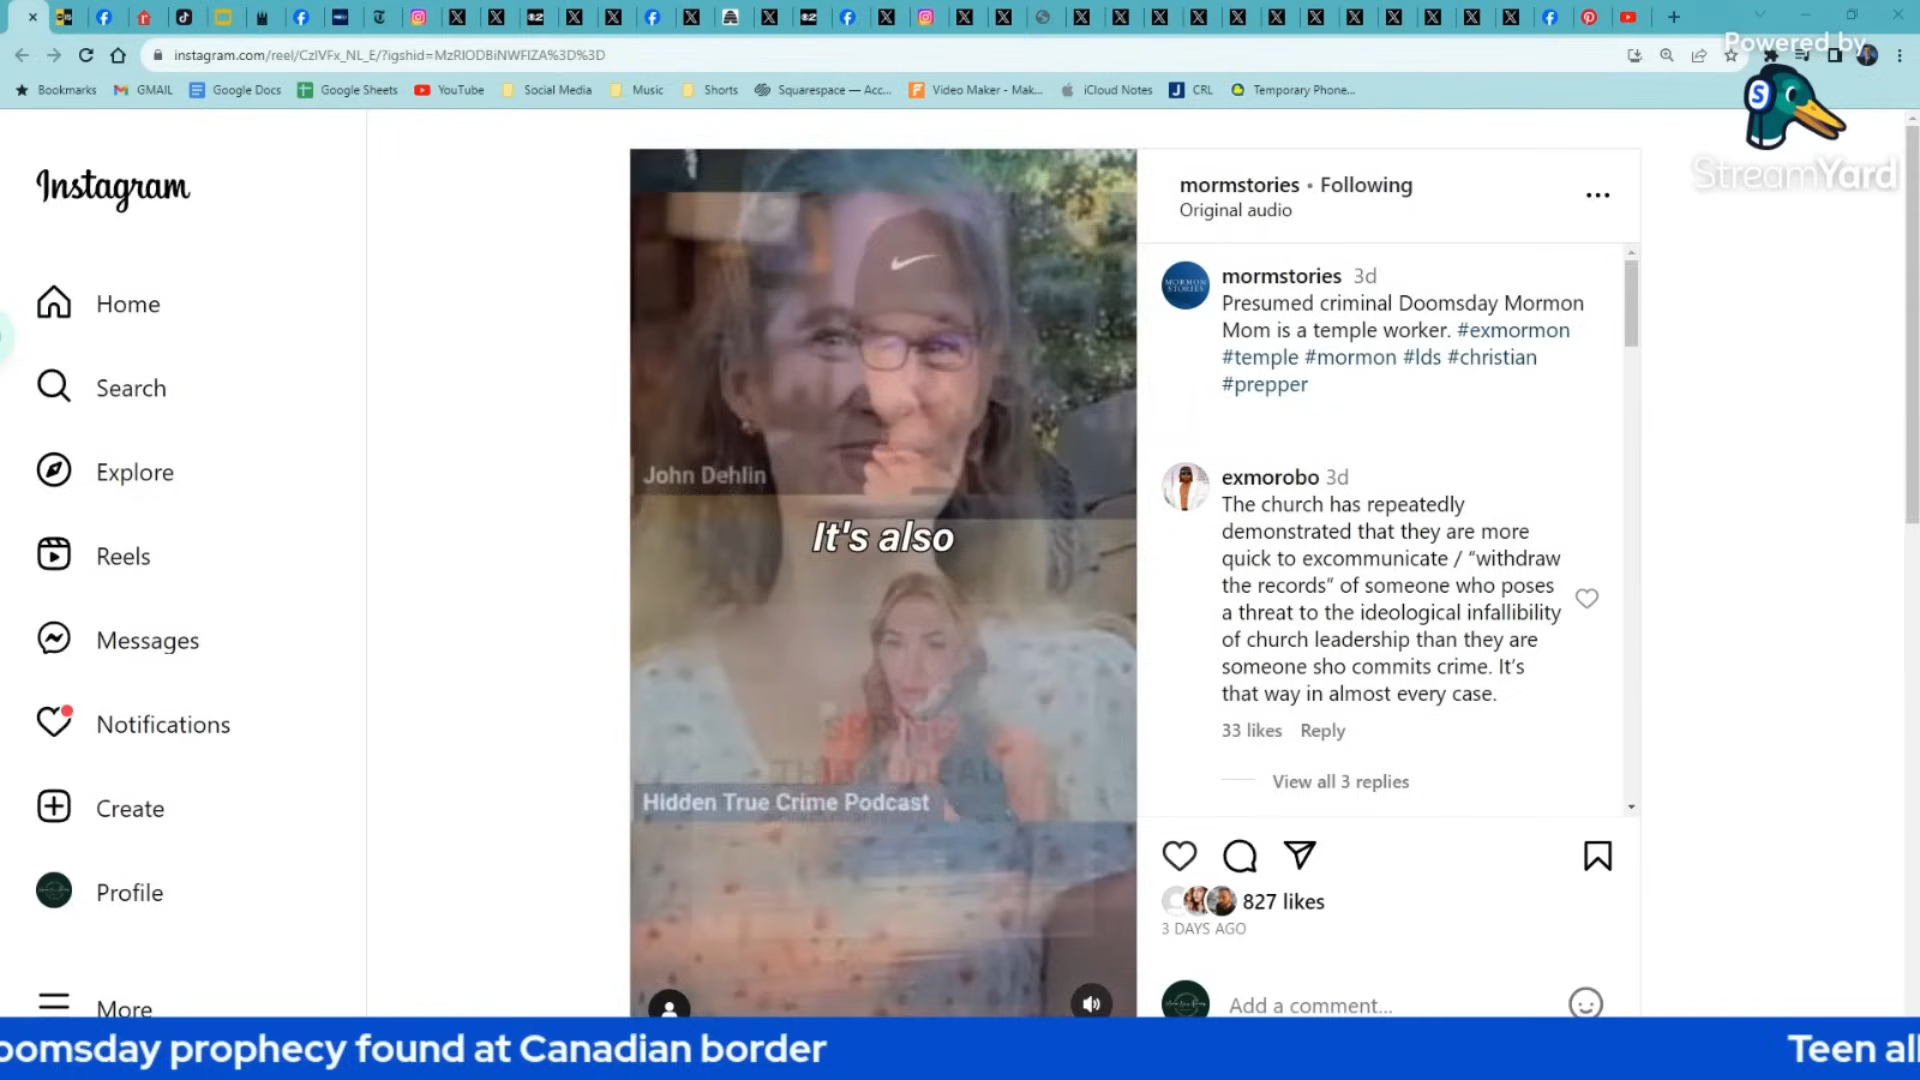 instagram.com/reel/CzIVFx_NL_E/?igshid=MzRlODBiNWFlZA%3D%3D
Powered by
Bookmarks GMAIL Google Docs Google Sheets YouTube Social Media Music Shorts Squarespace — Acc... Video Maker - Mak... iCloud Notes CRL Temporary Phone...
StreamYard
Instagram
Home
Search
Explore
Reels
Messages
Notifications
Create
Profile
More
John Dehlin
It's also
Hidden True Crime Podcast
mormstories • Following
Original audio
MORMON
STORIES
mormstories 3d
Presumed criminal Doomsday Mormon
Mom is a temple worker. #exmormon
#temple #mormon #lds #christian
#prepper
exmorobo 3d
The church has repeatedly
demonstrated that they are more
quick to excommunicate / “withdraw
the records” of someone who poses
a threat to the ideological infallibility
of church leadership than they are
someone sho commits crime. It’s
that way in almost every case.
33 likes Reply
View all 3 replies
827 likes
3 DAYS AGO
Add a comment...
oomsday prophecy found at Canadian border
Teen all